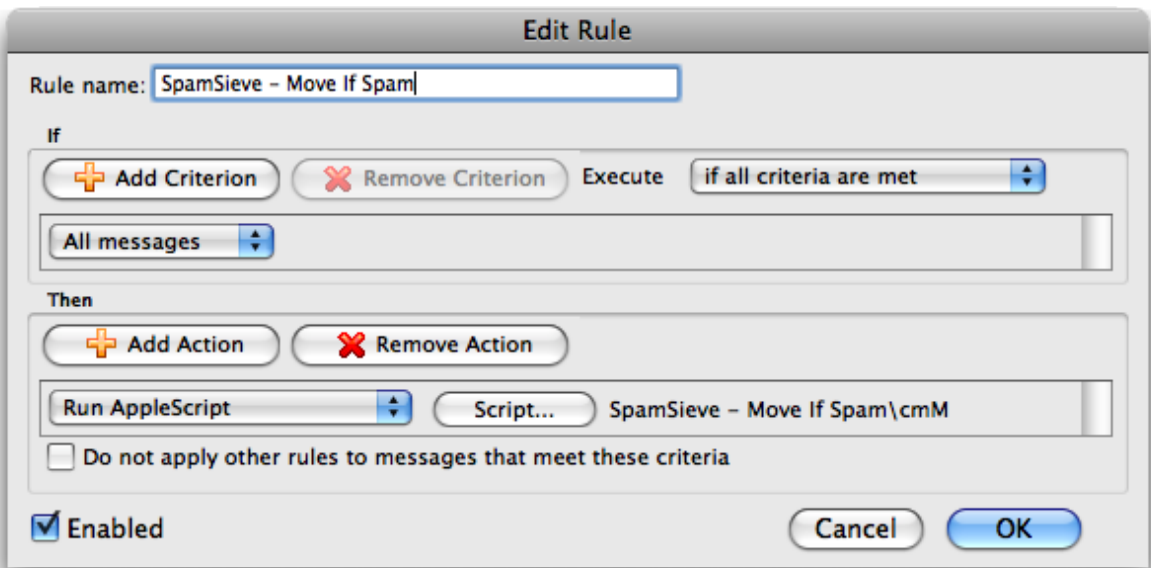 Edit Rule
Rule name: SpamSieve – Move If Spam
If
Add Criterion Remove Criterion Execute if all criteria are met
All messages
Then
Add Action Remove Action
Run AppleScript Script... SpamSieve – Move If Spam\cmM
Do not apply other rules to messages that meet these criteria
Enabled Cancel OK